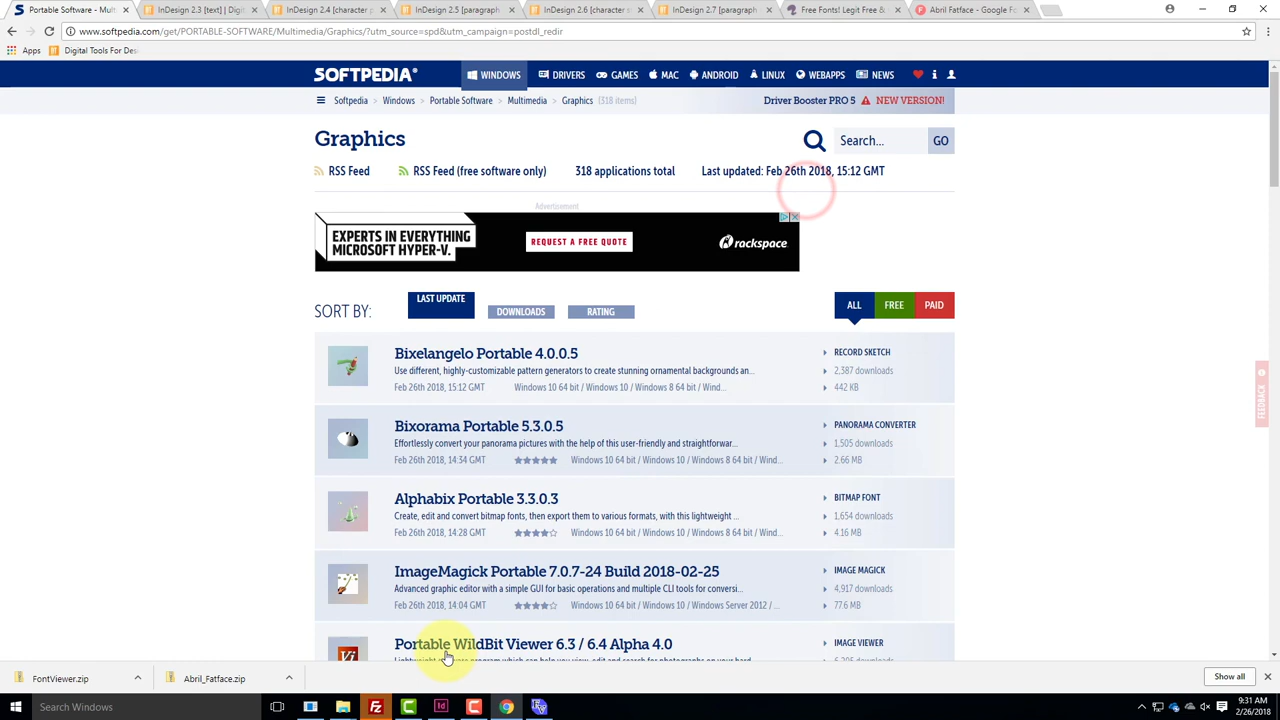 Portable Software - Mult
InDesign 2.3 [text] | Digit
InDesign 2.4 [character p
InDesign 2.5 [paragraph
InDesign 2.6 [character s
InDesign 2.7 [paragraph
Free Fonts! Legit Free &
Abril Fatface - Google Fo
www.softpedia.com/get/PORTABLE-SOFTWARE/Multimedia/Graphics/?utm_source=spd&utm_campaign=postdl_redir
Apps Digital Tools For Des
SOFTPEDIA® WINDOWS DRIVERS GAMES MAC ANDROID LINUX WEBAPPS NEWS
Softpedia > Windows > Portable Software > Multimedia > Graphics (318 items) Driver Booster PRO 5 NEW VERSION!
Graphics Search... GO
RSS Feed RSS Feed (free software only) 318 applications total Last updated: Feb 26th 2018, 15:12 GMT
Advertisement
EXPERTS IN EVERYTHING
MICROSOFT HYPER-V.
REQUEST A FREE QUOTE
rackspace
SORT BY: LAST UPDATE DOWNLOADS RATING ALL FREE PAID
Bixelangelo Portable 4.0.0.5 RECORD SKETCH
Use different, highly-customizable pattern generators to create stunning ornamental backgrounds an... 2,387 downloads
Feb 26th 2018, 15:12 GMT Windows 10 64 bit / Windows 10 / Windows 8 64 bit / Wind... 442 KB
Bixorama Portable 5.3.0.5 PANORAMA CONVERTER
Effortlessly convert your panorama pictures with the help of this user-friendly and straightforwar... 1,505 downloads
Feb 26th 2018, 14:34 GMT Windows 10 64 bit / Windows 10 / Windows 8 64 bit / Wind... 2.66 MB
Alphabix Portable 3.3.0.3 BITMAP FONT
Create, edit and convert bitmap fonts, then export them to various formats, with this lightweight ... 1,654 downloads
Feb 26th 2018, 14:28 GMT Windows 10 64 bit / Windows 10 / Windows 8 64 bit / Wind... 4.16 MB
ImageMagick Portable 7.0.7-24 Build 2018-02-25 IMAGE MAGICK
Advanced graphic editor with a simple GUI for basic operations and multiple CLI tools for conversi... 4,917 downloads
Feb 26th 2018, 14:04 GMT Windows 10 64 bit / Windows 10 / Windows Server 2012 / ... 77.6 MB
Portable WildBit Viewer 6.3 / 6.4 Alpha 4.0 IMAGE VIEWER
FEEDBACK
FontViewer.zip Abril_Fatface.zip Show all
Search Windows
9:31 AM
2/26/2018